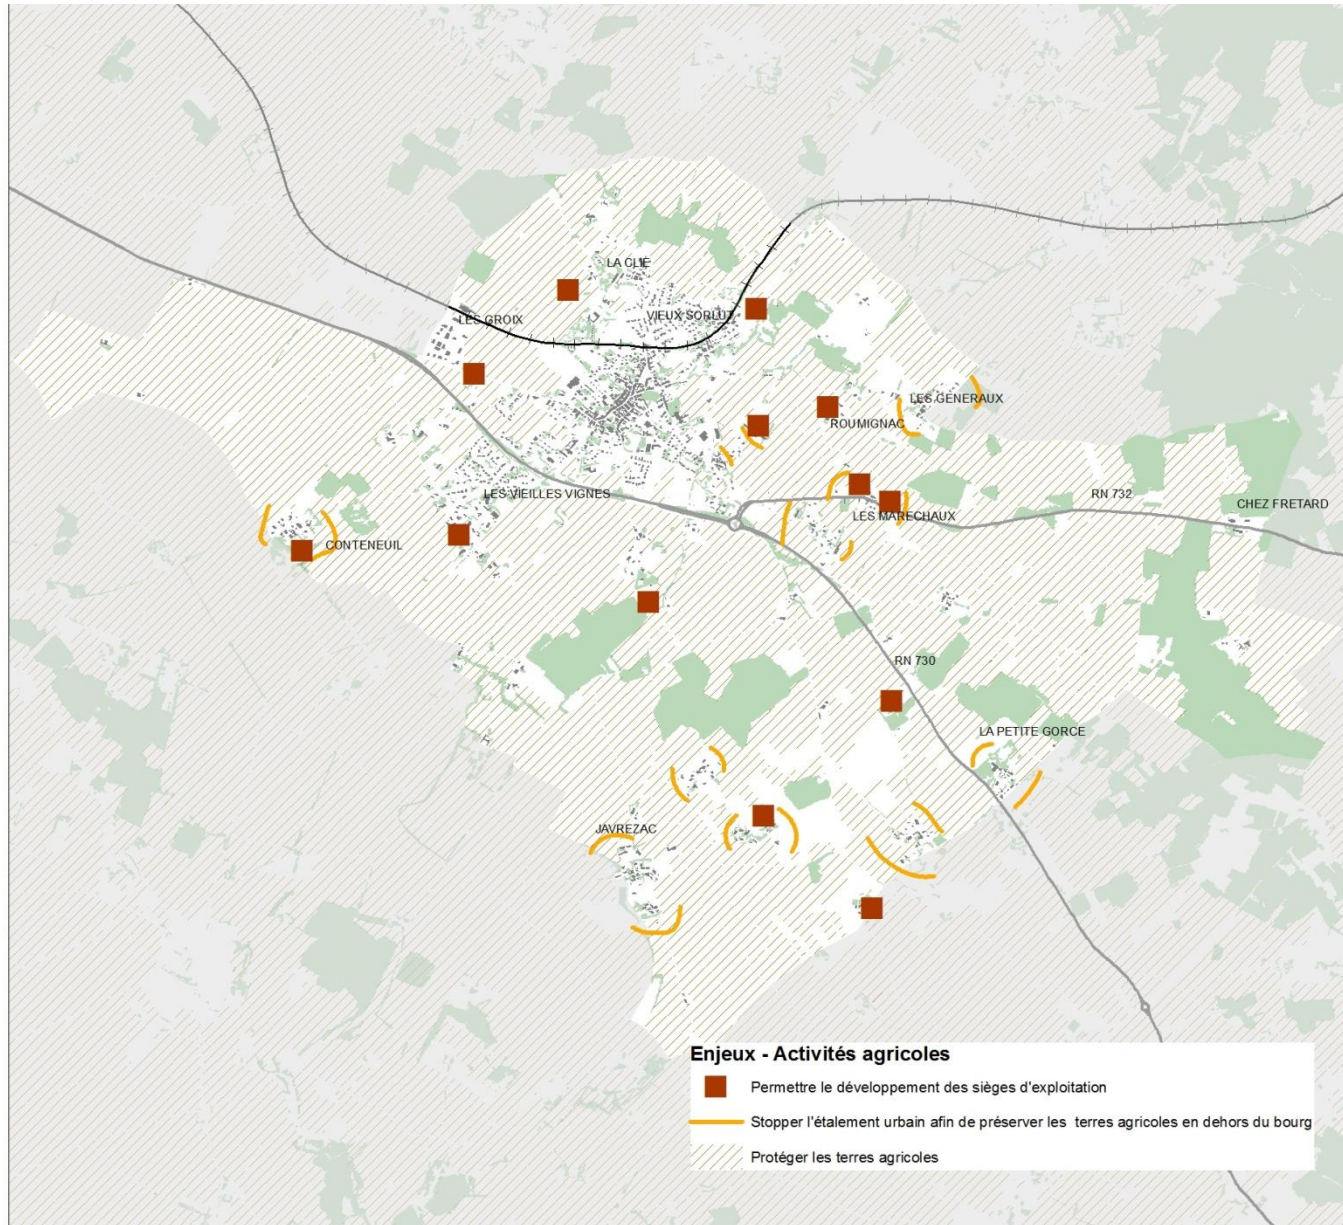 LA CLIE
LES GROIX
VIEUX SORLUT
LES GENERAUX
ROUMIGNAC
LES VIEILLES VIGNES
RN 732
CHEZ FRETARD
LES MARECHAUX
CONTENEUIL
RN 730
LA PETITE GORCE
JAVREZAC
Enjeux - Activités agricoles
Permettre le développement des sièges d'exploitation
Stopper l'étalement urbain afin de préserver les terres agricoles en dehors du bourg
Protéger les terres agricoles